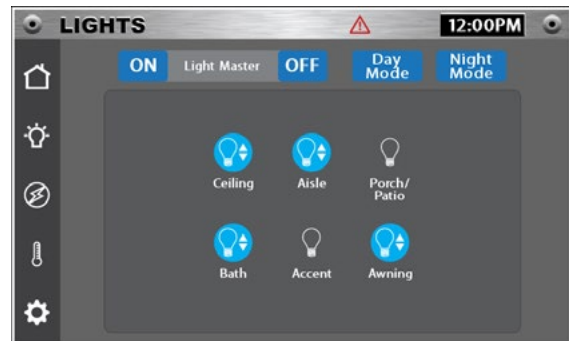 LIGHTS 12:00PM
ON Light Master OFF Day Mode Night Mode
Ceiling Aisle Porch/
Patio
Bath Accent Awning